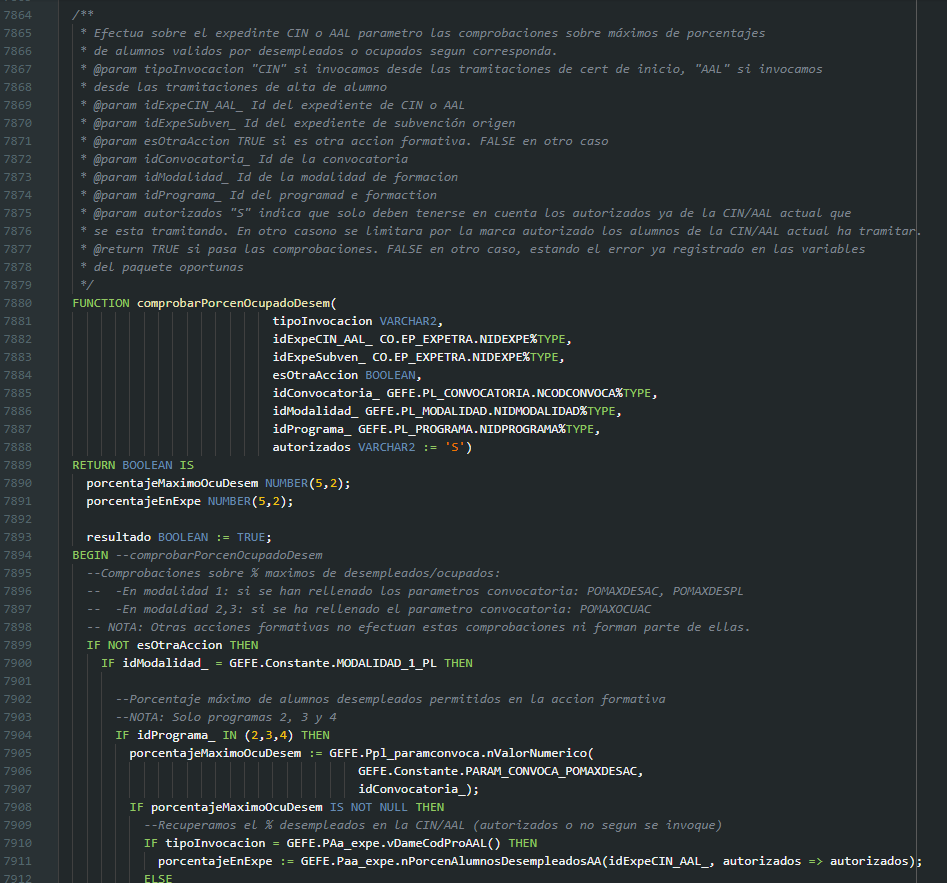 7864 /**
7865 * Efectua sobre el expedinte CIN o AAL parametro las comprobaciones sobre máximos de porcentajes
7866 * de alumnos validos por desempleados o ocupados segun corresponda.
7867 * @param tipoInvocacion "CIN" si invocamos desde las tramitaciones de cert de inicio, "AAL" si invocamos
7868 * desde las tramitaciones de alta de alumno
7869 * @param idExpeCIN_AAL_ Id del expediente de CIN o AAL
7870 * @param idExpeSubven_ Id del expediente de subvención origen
7871 * @param esOtraAccion TRUE si es otra accion formativa. FALSE en otro caso
7872 * @param idConvocatoria_ Id de la convocatoria
7873 * @param idModalidad_ Id de la modalidad de formacion
7874 * @param idPrograma_ Id del programad e formaction
7875 * @param autorizados "S" indica que solo deben tenerse en cuenta los autorizados ya de la CIN/AAL actual que
7876 * se esta tramitando. En otro casono se limitara por la marca autorizado los alumnos de la CIN/AAL actual ha tramitar.
7877 * @return TRUE si pasa las comprobaciones. FALSE en otro caso, estando el error ya registrado en las variables
7878 * del paquete oportunas
7879 */
7880 FUNCTION comprobarPorcenOcupadoDesem(
7881 tipoInvocacion VARCHAR2,
7882 idExpeCIN_AAL_ CO.EP_EXPETRA.NIDEXPE%TYPE,
7883 idExpeSubven_ CO.EP_EXPETRA.NIDEXPE%TYPE,
7884 esOtraAccion BOOLEAN,
7885 idConvocatoria_ GEFE.PL_CONVOCATORIA.NCODCONVOCA%TYPE,
7886 idModalidad_ GEFE.PL_MODALIDAD.NIDMODALIDAD%TYPE,
7887 idPrograma_ GEFE.PL_PROGRAMA.NIDPROGRAMA%TYPE,
7888 autorizados VARCHAR2 := 'S')
7889 RETURN BOOLEAN IS
7890 porcentajeMaximoOcuDesem NUMBER(5,2);
7891 porcentajeEnExpe NUMBER(5,2);
7892
7893 resultado BOOLEAN := TRUE;
7894 BEGIN --comprobarPorcenOcupadoDesem
7895 --Comprobaciones sobre % maximos de desempleados/ocupados:
7896 -- -En modalidad 1: si se han rellenado los parametros convocatoria: POMAXDESAC, POMAXDESPL
7897 -- -En modaldiad 2,3: si se ha rellenado el parametro convocatoria: POMAXOCUAC
7898 -- NOTA: Otras acciones formativas no efectuan estas comprobaciones ni forman parte de ellas.
7899 IF NOT esOtraAccion THEN
7900 IF idModalidad_ = GEFE.Constante.MODALIDAD_1_PL THEN
7901
7902 --Porcentaje máximo de alumnos desempleados permitidos en la accion formativa
7903 --NOTA: Solo programas 2, 3 y 4
7904 IF idPrograma_ IN (2,3,4) THEN
7905 porcentajeMaximoOcuDesem := GEFE.Ppl_paramconvoca.nValorNumerico(
7906 GEFE.Constante.PARAM_CONVOCA_POMAXDESAC,
7907 idConvocatoria_);
7908 IF porcentajeMaximoOcuDesem IS NOT NULL THEN
7909 --Recuperamos el % desempleados en la CIN/AAL (autorizados o no segun se invoque)
7910 IF tipoInvocacion = GEFE.PAa_expe.vDameCodProAAL() THEN
7911 porcentajeEnExpe := GEFE.Paa_expe.nPorcenAlumnosDesempleadosAA(idExpeCIN_AAL_, autorizados => autorizados);
7912 ELSE